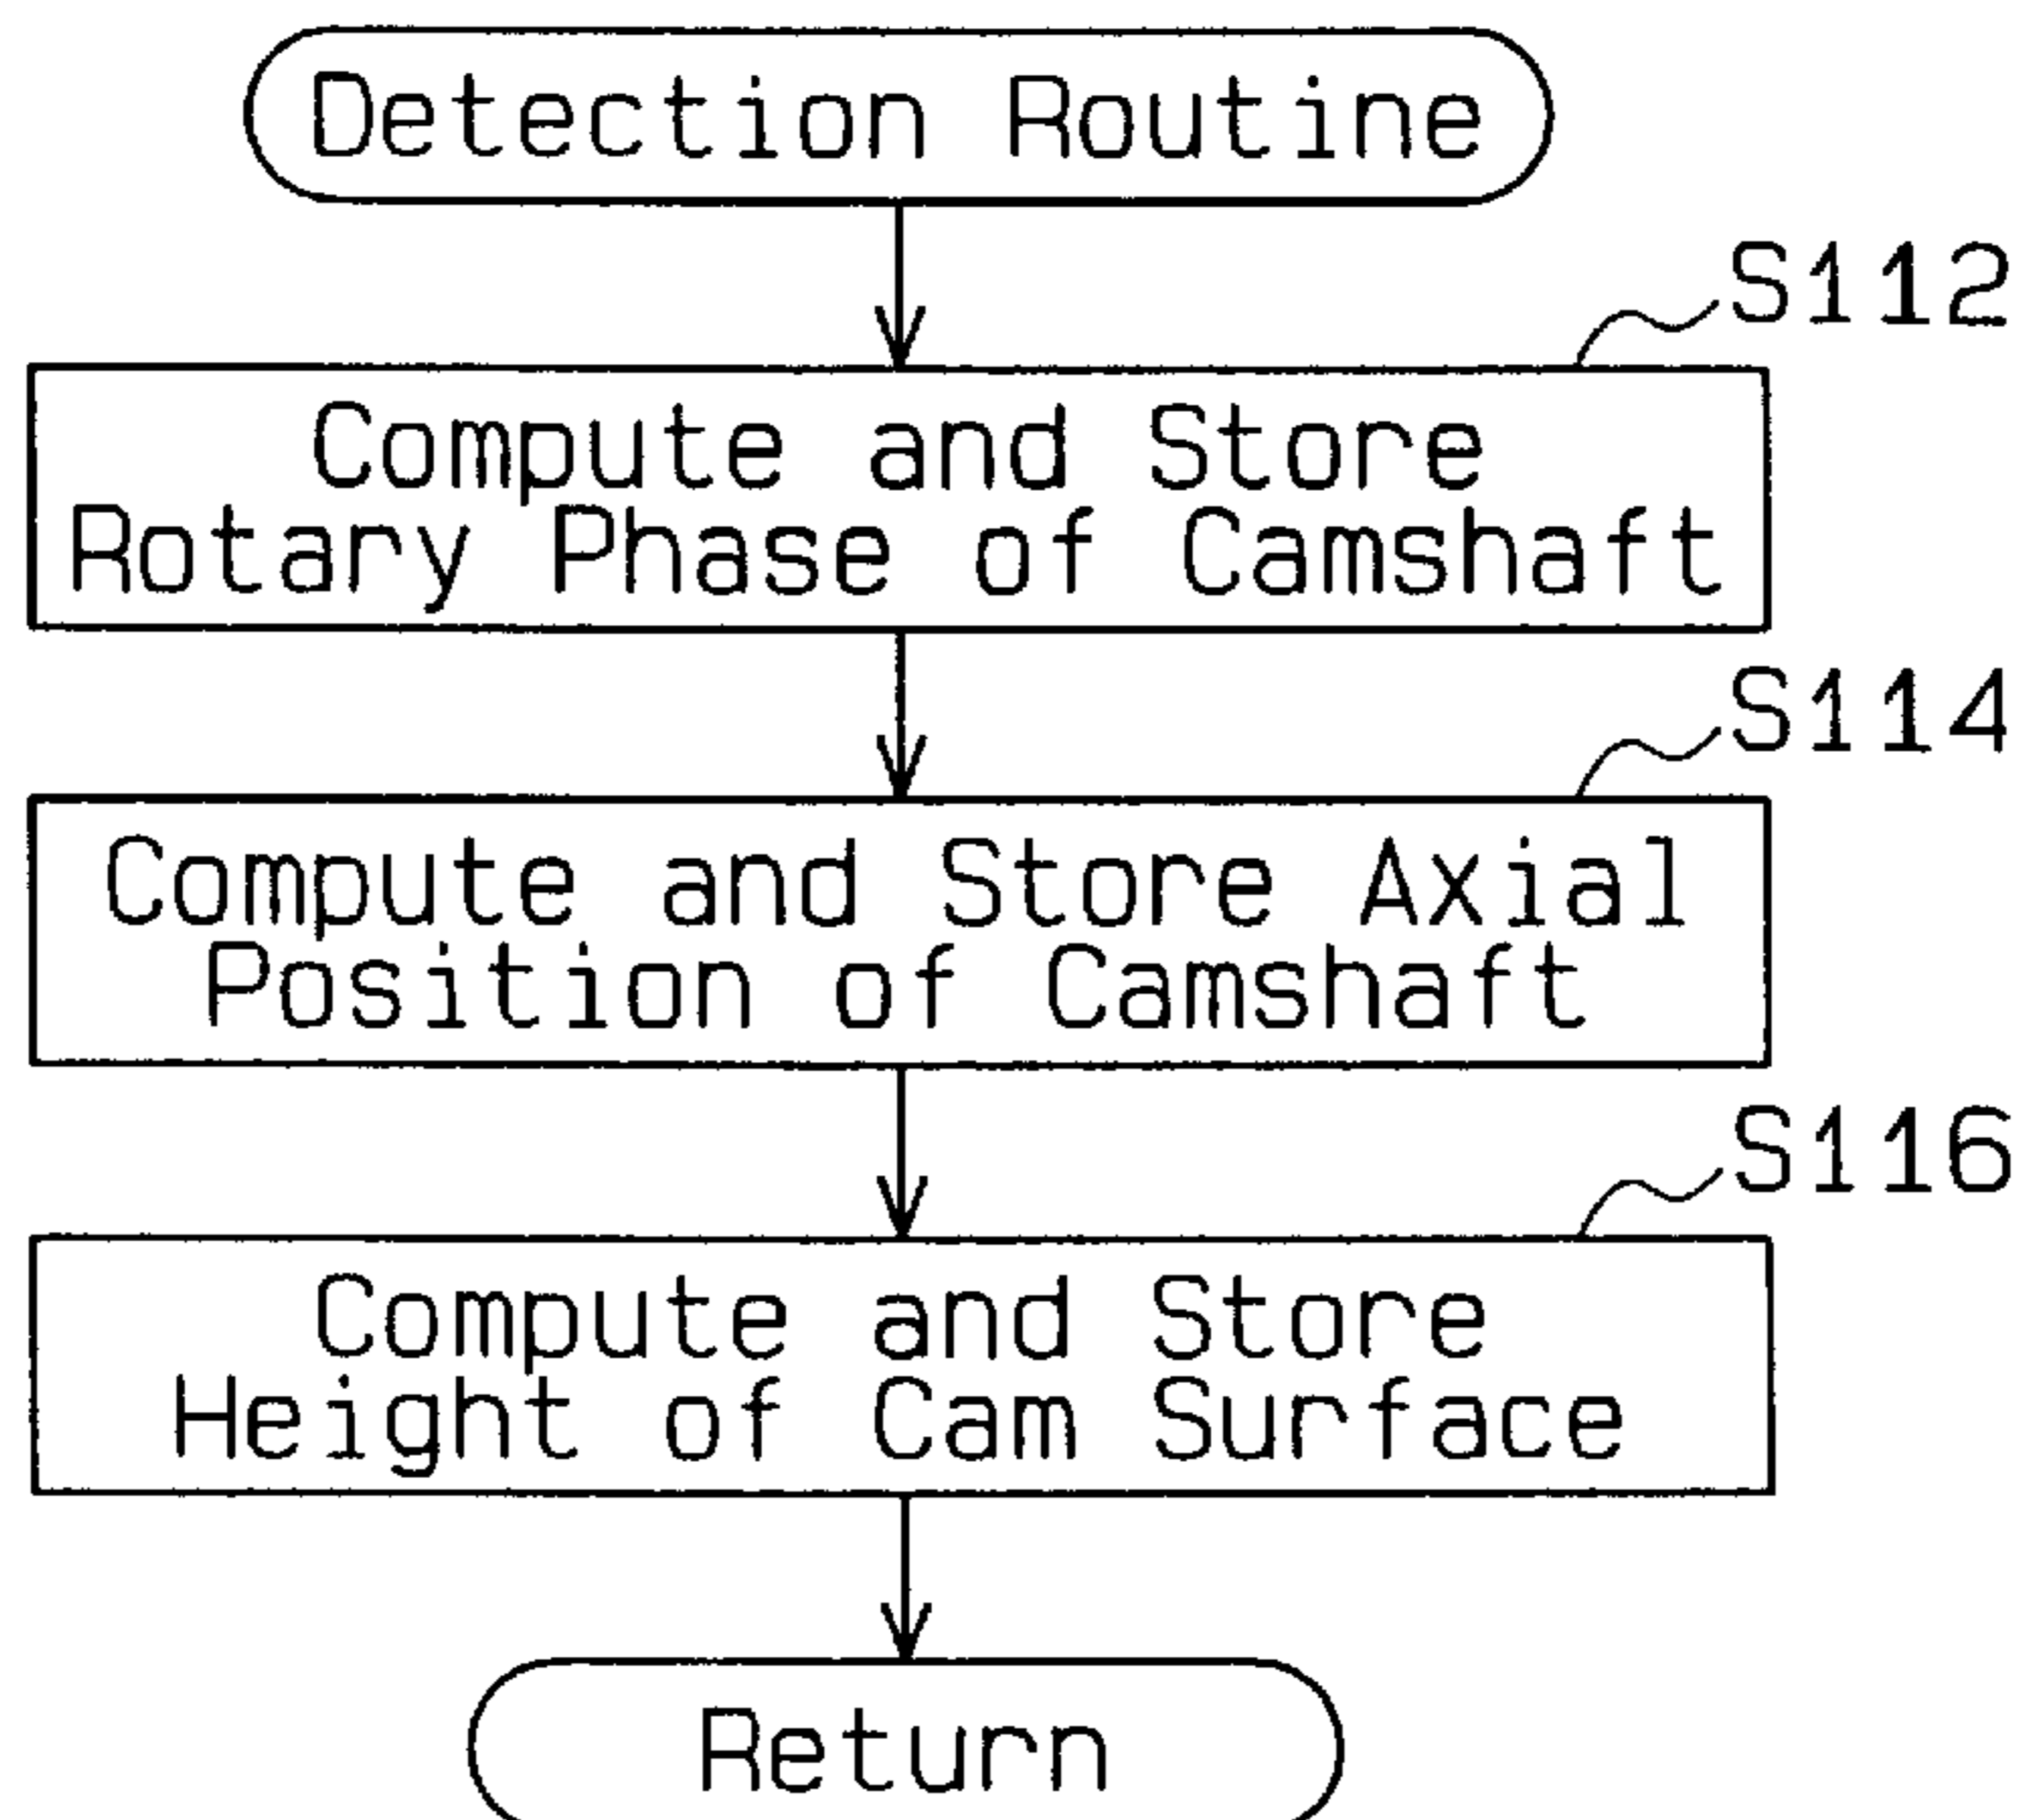 Detection Routine
S112
Compute and Store
Rotary Phase of Camshaft
S114
Compute and Store Axial
Position of Camshaft
S116
Compute and Store
Height of Cam Surface
Return